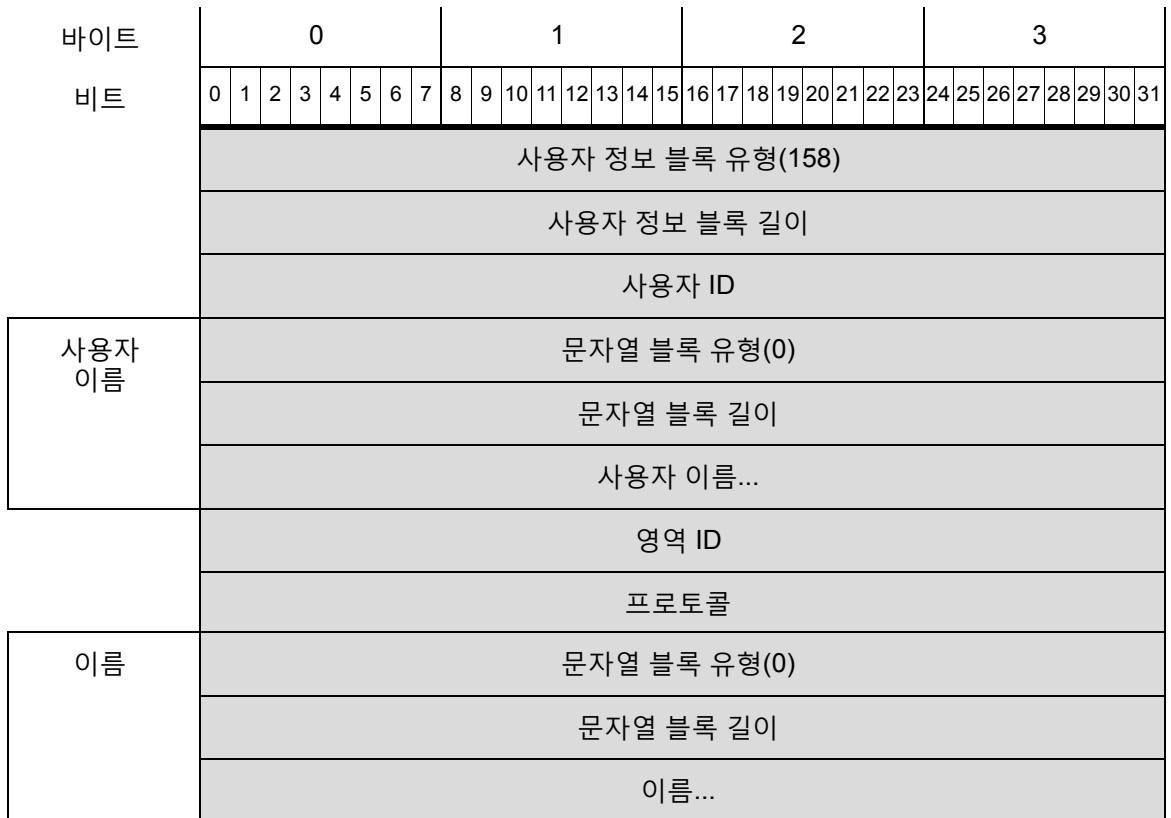 바이트 0 1 2 3
비트 0 1 2 3 4 5 6 7 8 9 10 11 12 13 14 15 16 17 18 19 20 21 22 23 24 25 26 27 28 29 30 31
사용자 정보 블록 유형(158)
사용자 정보 블록 길이
사용자 ID
사용자
이름
문자열 블록 유형(0)
문자열 블록 길이
사용자 이름...
영역 ID
프로토콜
이름
문자열 블록 유형(0)
문자열 블록 길이
이름...